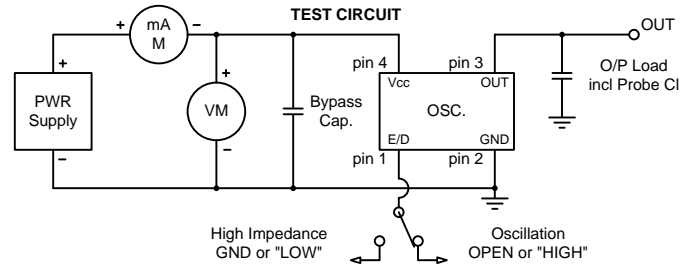 TEST CIRCUIT
+
mA
M
−
OUT
+
PWR
Supply
−
+
VM
−
Bypass
Cap.
pin 4
pin 3
Vcc
OUT
OSC.
E/D
GND
pin 1
pin 2
O/P Load
incl Probe Cl
High Impedance
GND or "LOW"
Oscillation
OPEN or "HIGH"